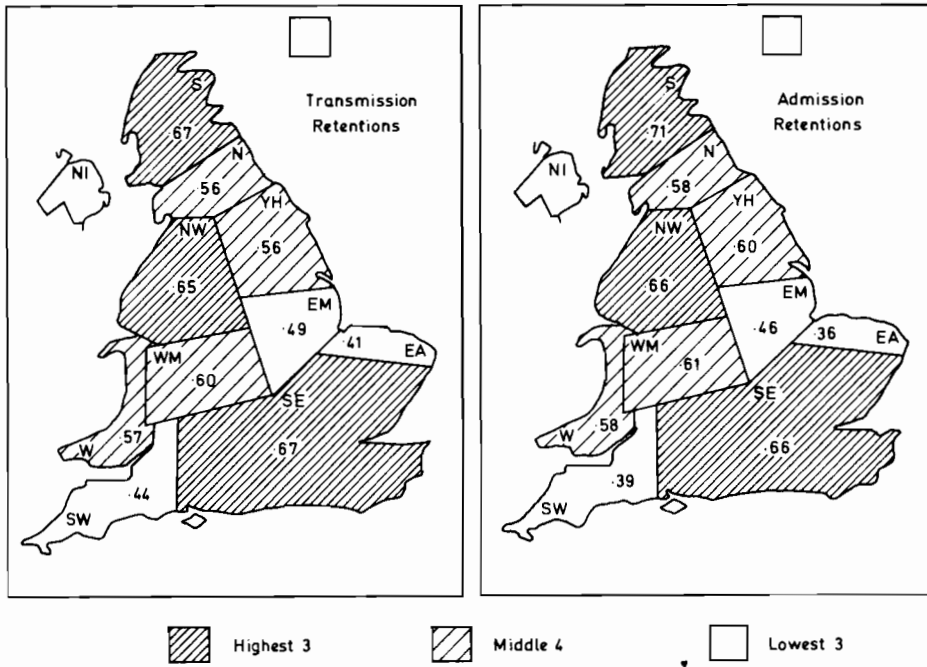 Transmission
Retentions
S
·67
N
·56
NI
YH
·56
NW
·65
EM
·49
·41
EA
WM
·60
SE
·67
W
·57
·44
SW
Admission
Retentions
S
·71
N
·58
NI
YH
·60
NW
·66
EM
·46
·36
EA
WM
·61
SE
·66
W
·58
·39
SW
Highest 3
Middle 4
Lowest 3